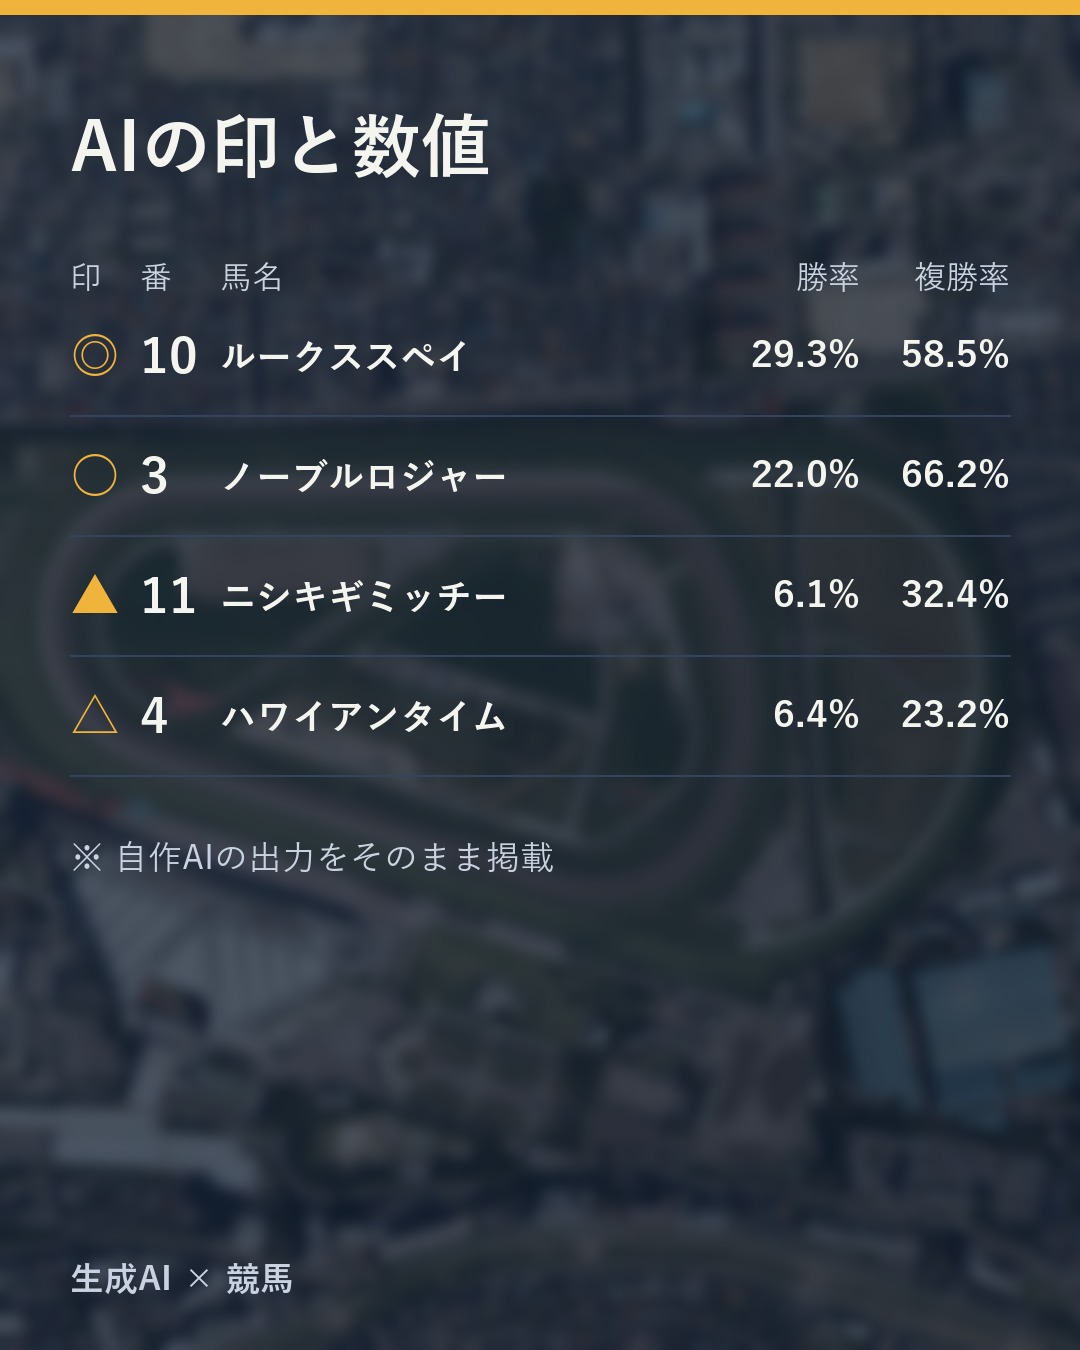 AIの印と数値
印 番 馬名 勝率 複勝率
◎ 10 ルークススペイ 29.3% 58.5%
○ 3 ノーブルロジャー 22.0% 66.2%
▲ 11 ニシキギミッチー 6.1% 32.4%
△ 4 ハワイアンタイム 6.4% 23.2%
※ 自作AIの出力をそのまま掲載
生成AI × 競馬